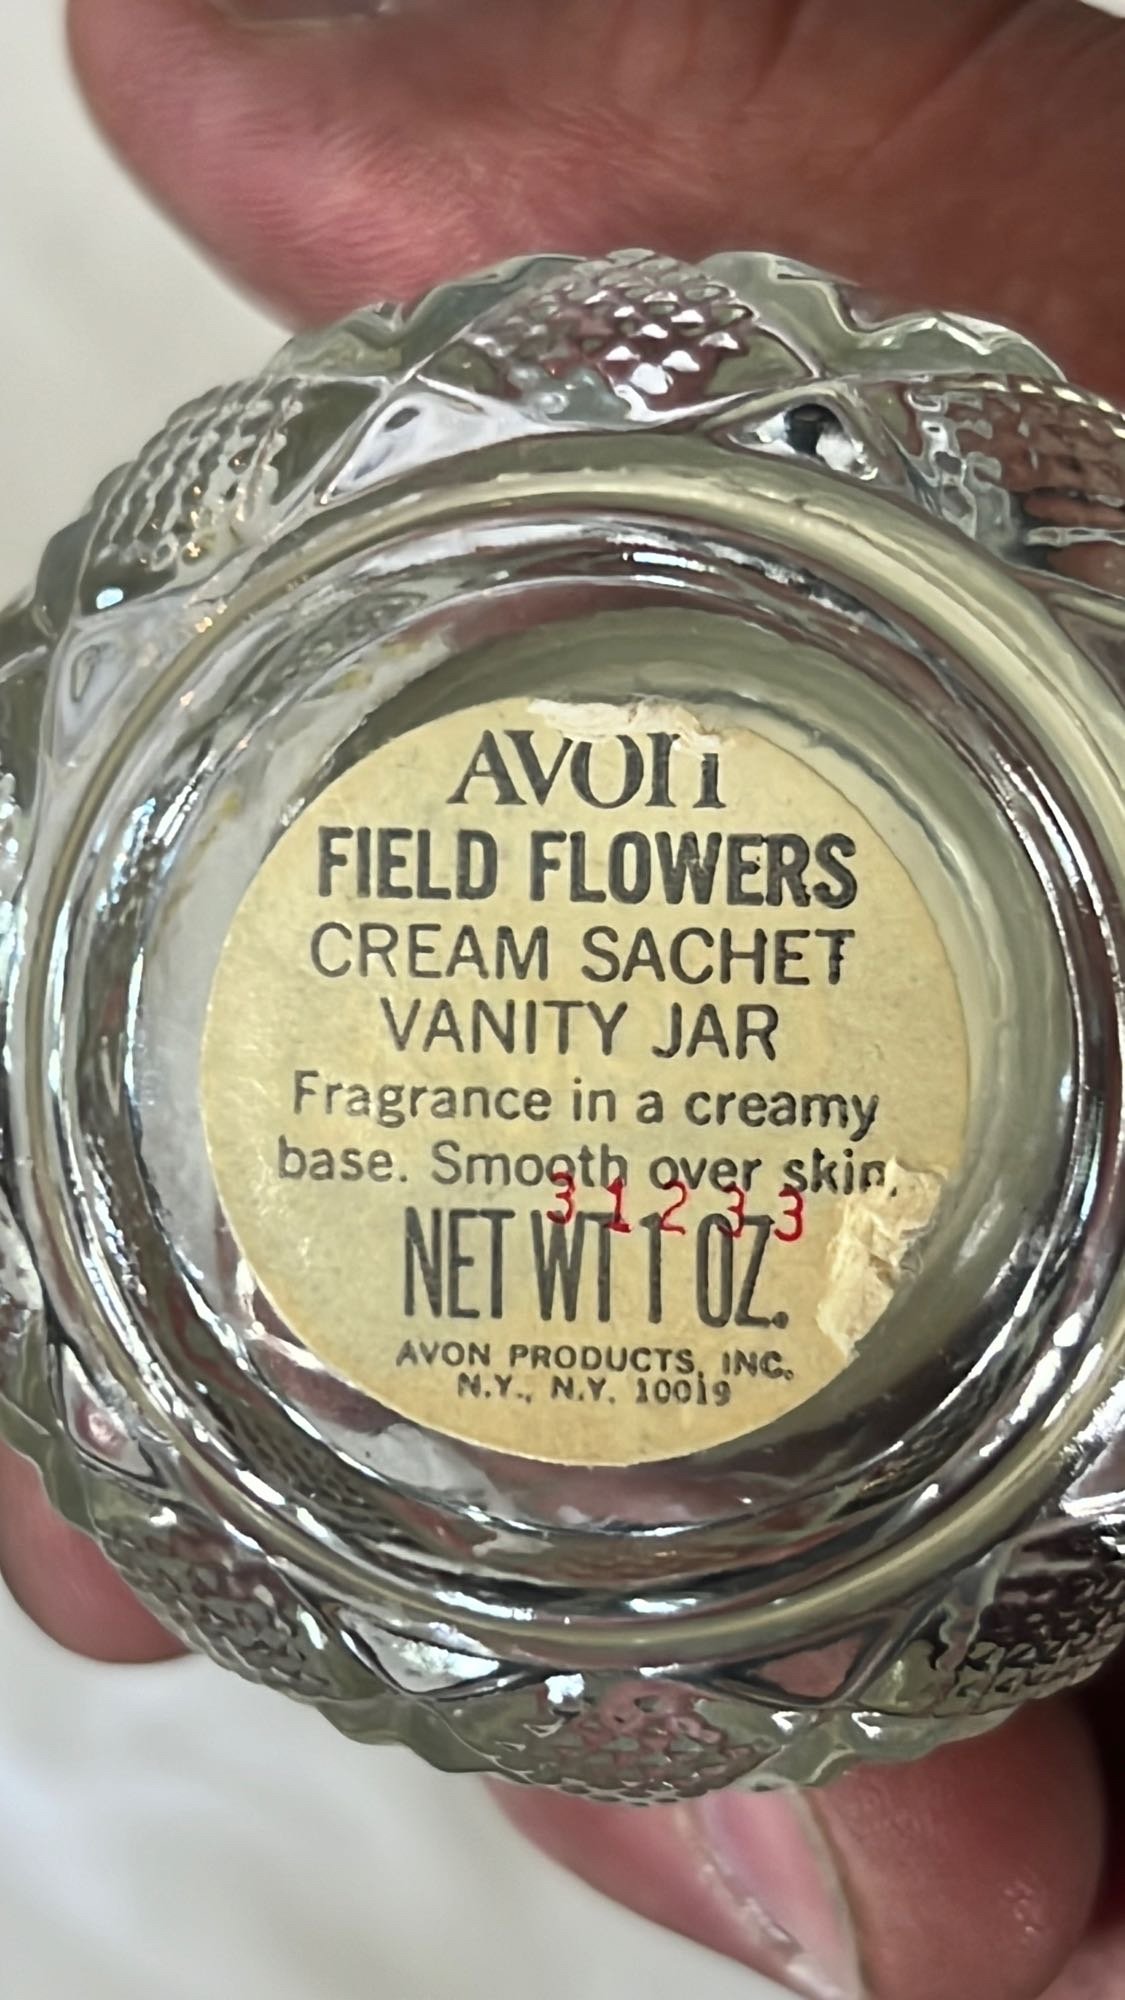 AVON
FIELD FLOWERS
CREAM SACHET
VANITY JAR
Fragrance in a creamy
base. Smooth over skin.
31233
NET WT 1 OZ.
AVON PRODUCTS, INC.
N.Y., N.Y. 10019